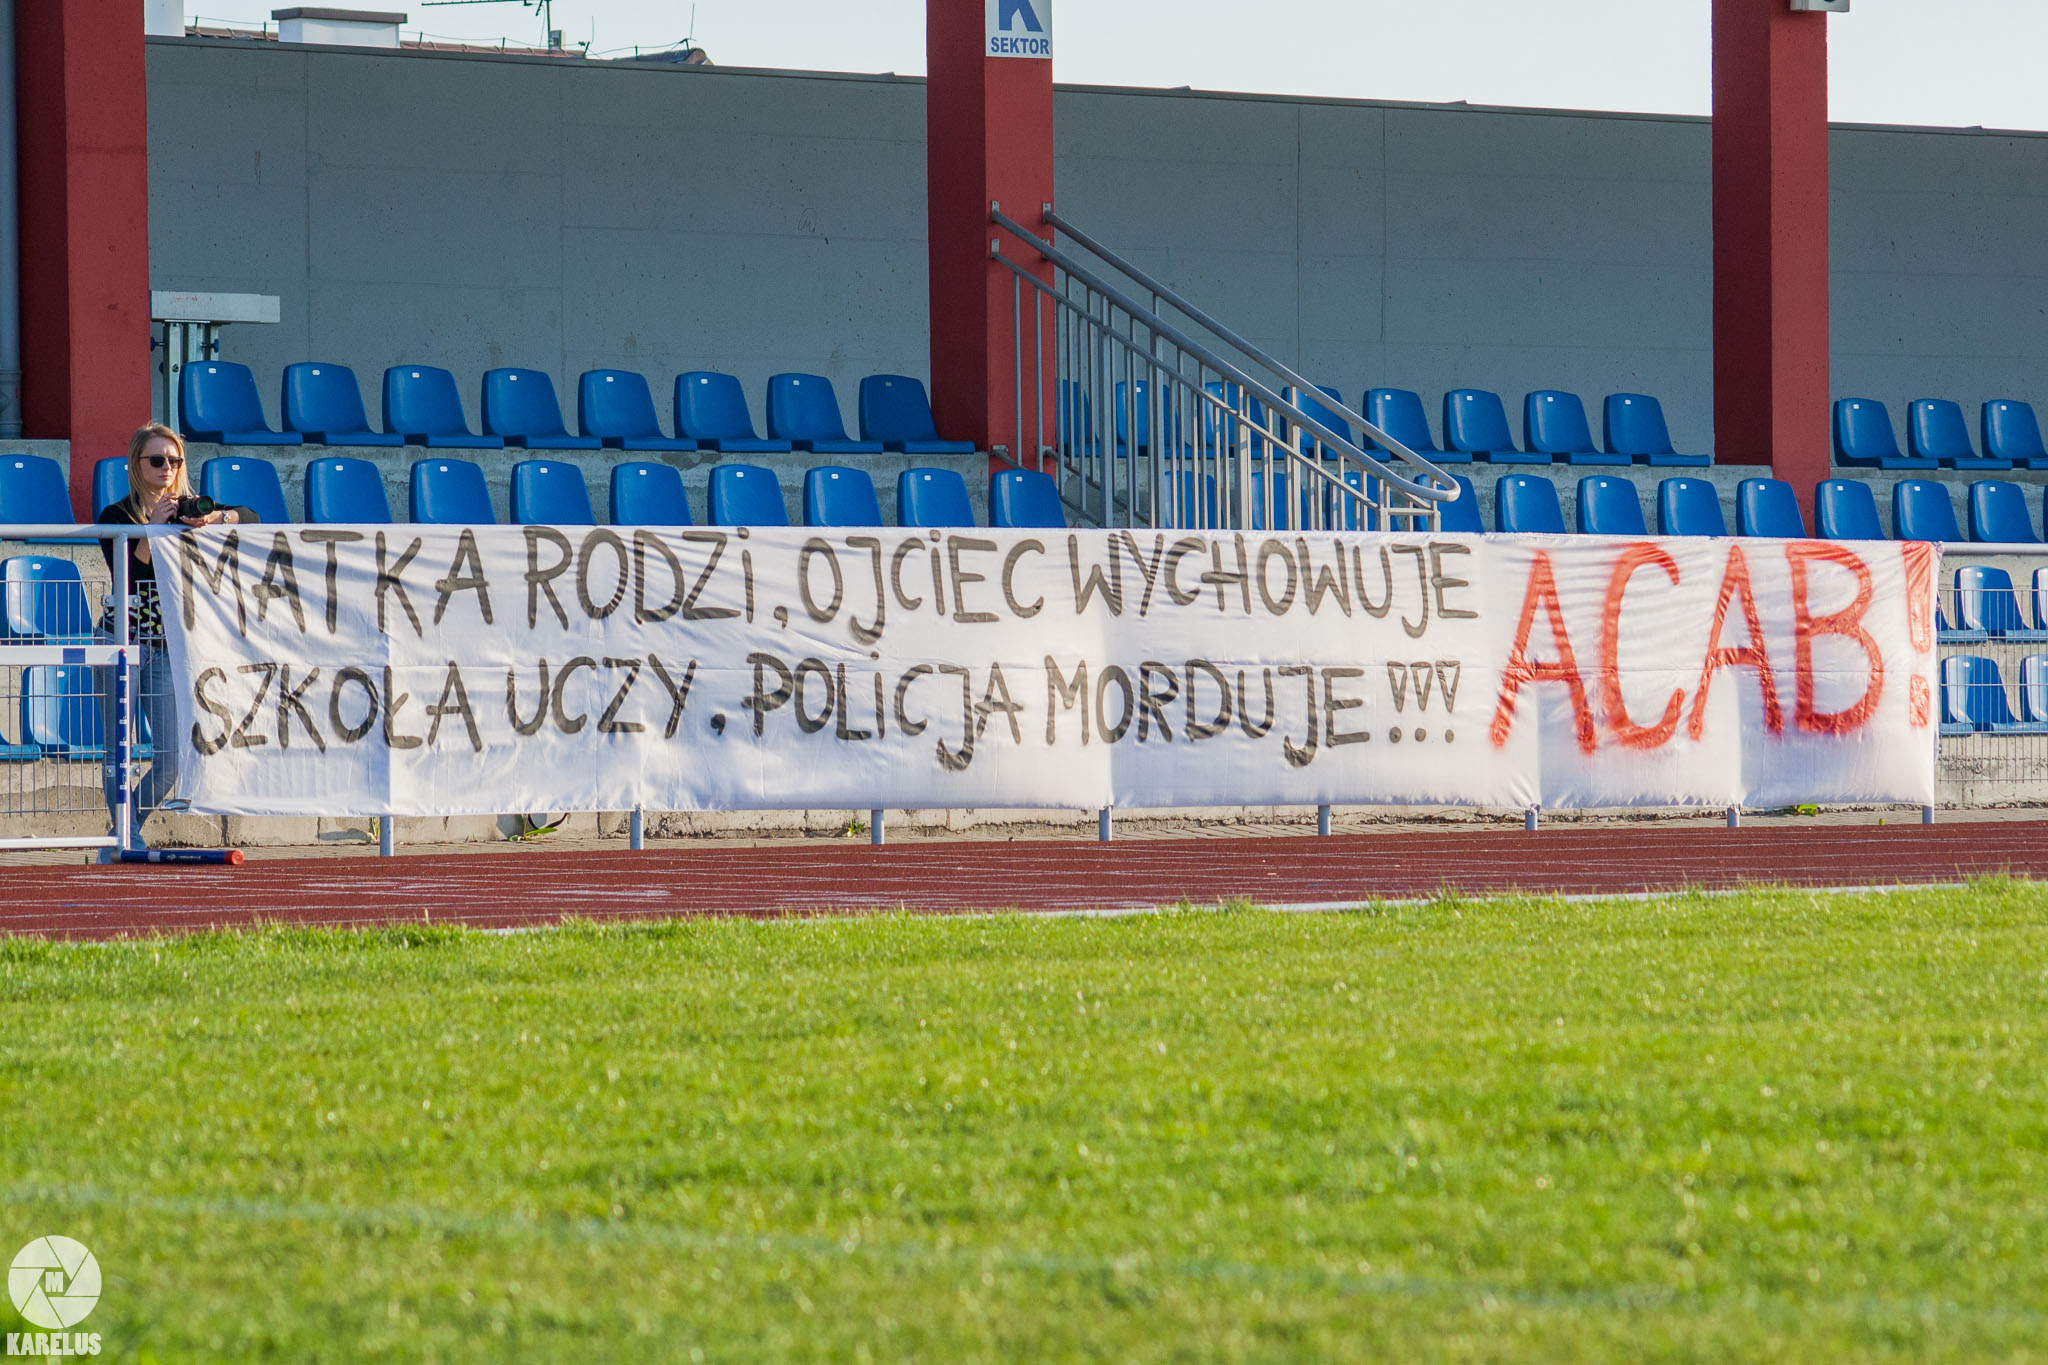 K
SEKTOR
MATKA RODZi, OJCiEC WYCHOWUJE ACAB!
SZKOŁA UCZY, POLiCJA MORDUJE!!!
M
KARELUS